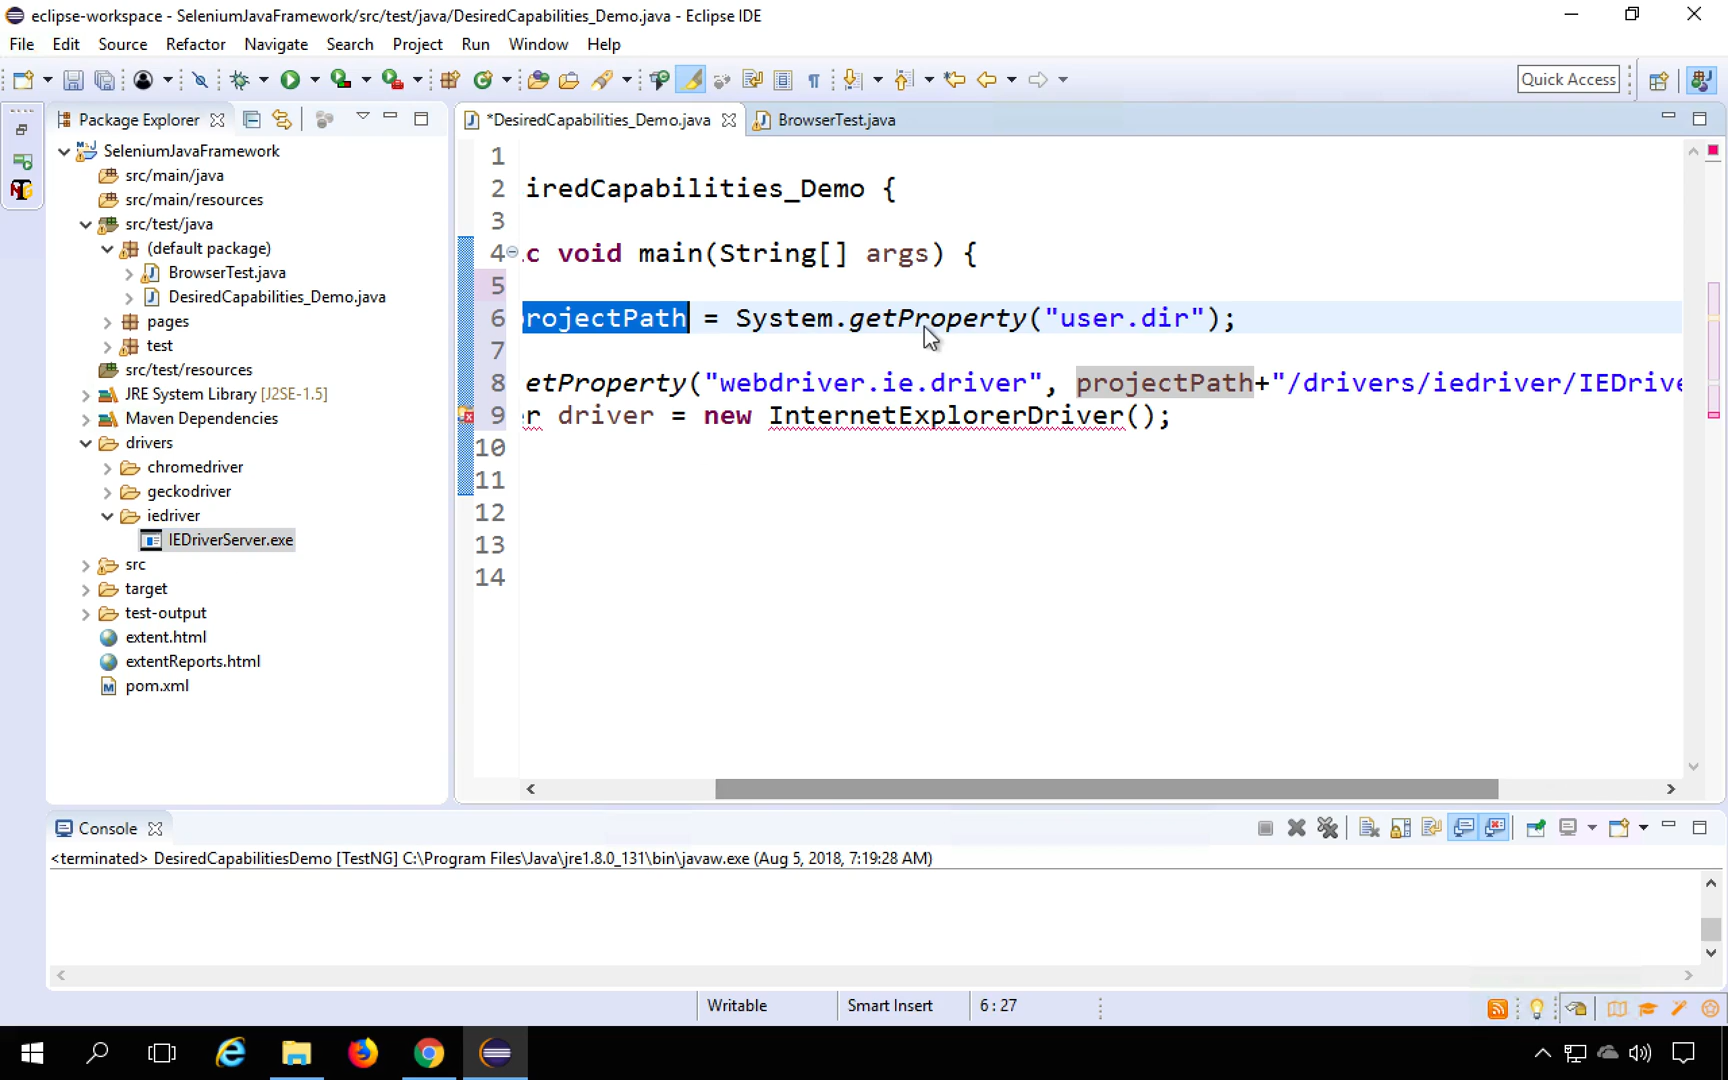 eclipse-workspace - SeleniumJavaFramework/src/test/java/DesiredCapabilities_Demo.java - Eclipse IDE
File Edit Source Refactor Navigate Search Project Run Window Help
Quick Access
Package Explorer
*DesiredCapabilities_Demo.java
BrowserTest.java
SeleniumJavaFramework
src/main/java
src/main/resources
src/test/java
(default package)
BrowserTest.java
DesiredCapabilities_Demo.java
pages
test
src/test/resources
JRE System Library [J2SE-1.5]
Maven Dependencies
drivers
chromedriver
geckodriver
iedriver
IEDriverServer.exe
src
target
test-output
extent.html
extentReports.html
pom.xml
1
2 iredCapabilities_Demo {
3
4 c void main(String[] args) {
5
6 rojectPath = System.getProperty("user.dir");
7
8 etProperty("webdriver.ie.driver", projectPath+"/drivers/iedriver/IEDrive
9 r driver = new InternetExplorerDriver();
10
11
12
13
14
Console
<terminated> DesiredCapabilitiesDemo [TestNG] C:\Program Files\Java\jre1.8.0_131\bin\javaw.exe (Aug 5, 2018, 7:19:28 AM)
Writable Smart Insert 6 : 27